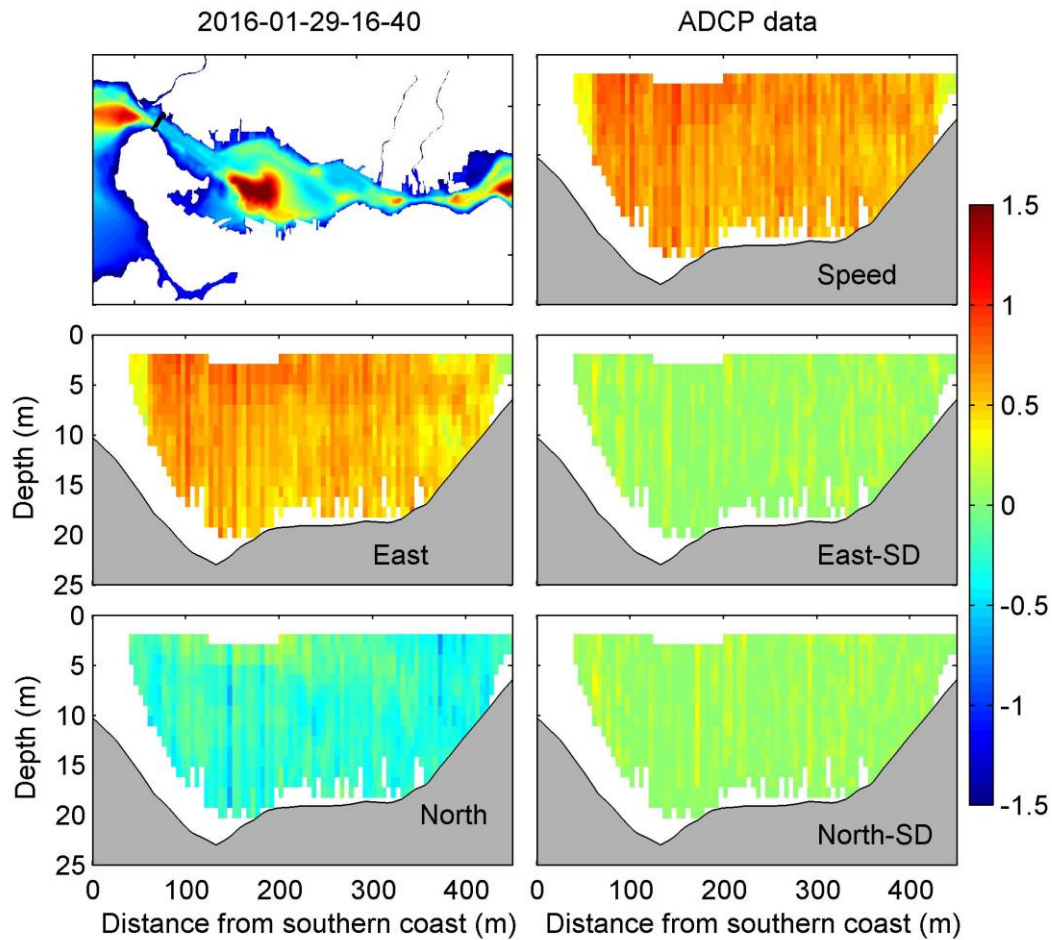 2016-01-29-16-40
ADCP data
Speed
1.5
1
0.5
0
-0.5
-1
-1.5
0
5
10
15
20
25
Depth (m)
East
East-SD
0
5
10
15
20
25
Depth (m)
North
North-SD
0 100 200 300 400
0 100 200 300 400
Distance from southern coast (m)
Distance from southern coast (m)